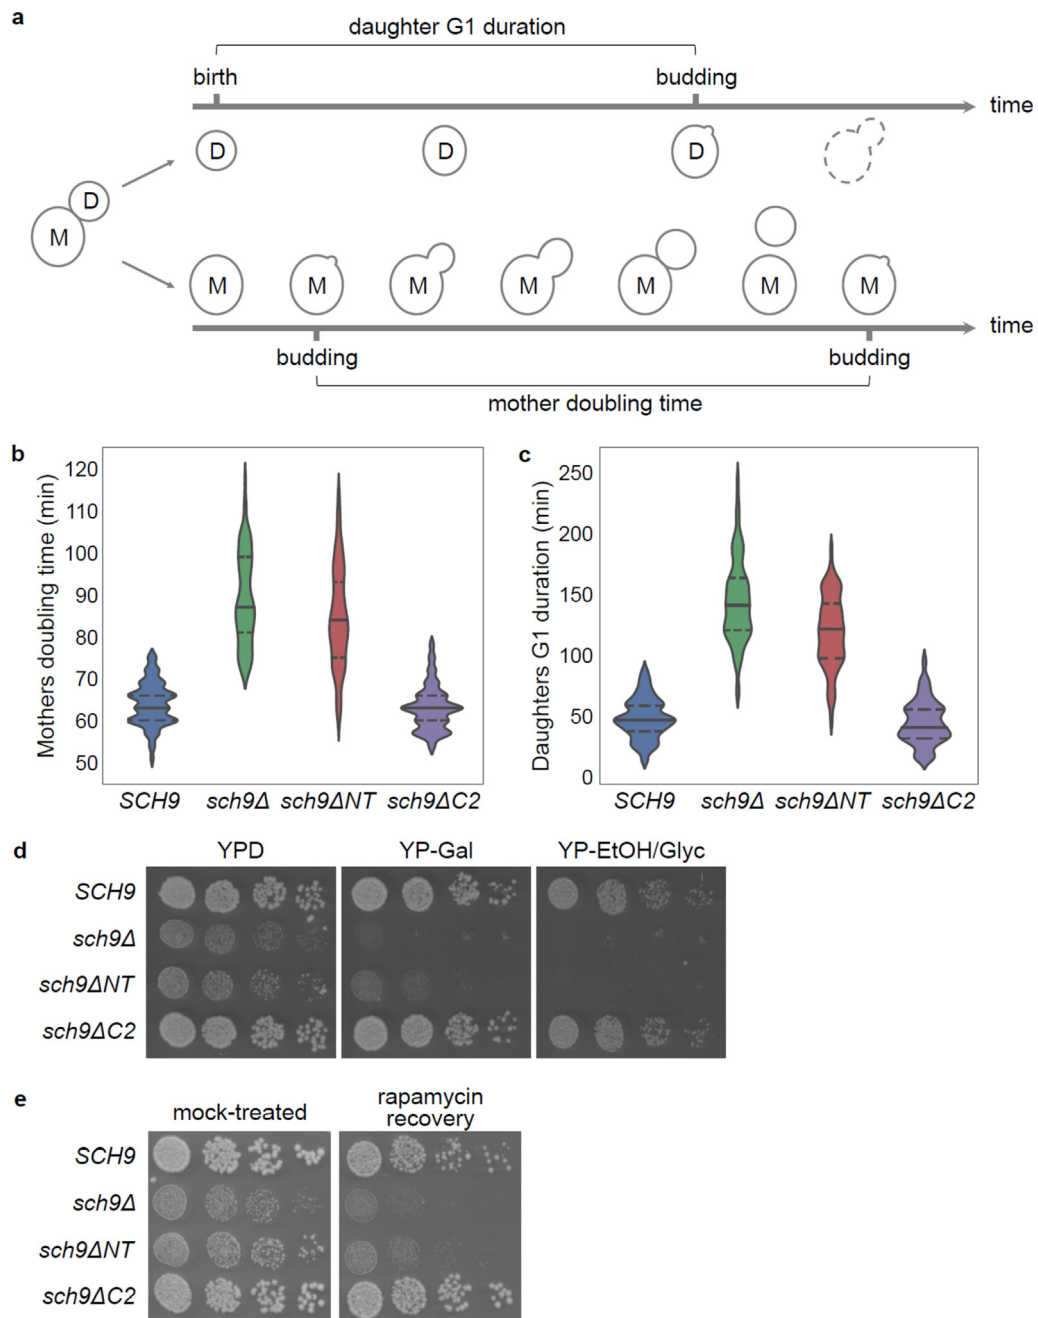 a
daughter G1 duration
birth
budding
time
D
D
D
D
M
M
M
M
M
M
M
M
time
budding
budding
mother doubling time
b
Mothers doubling time (min)
120
110
100
90
80
70
60
50
SCH9
sch9Δ
sch9ΔNT
sch9ΔC2
c
Daughters G1 duration (min)
250
200
150
100
50
0
SCH9
sch9Δ
sch9ΔNT
sch9ΔC2
d
YPD
YP-Gal
YP-EtOH/Glyc
SCH9
sch9Δ
sch9ΔNT
sch9ΔC2
e
mock-treated
rapamycin
recovery
SCH9
sch9Δ
sch9ΔNT
sch9ΔC2